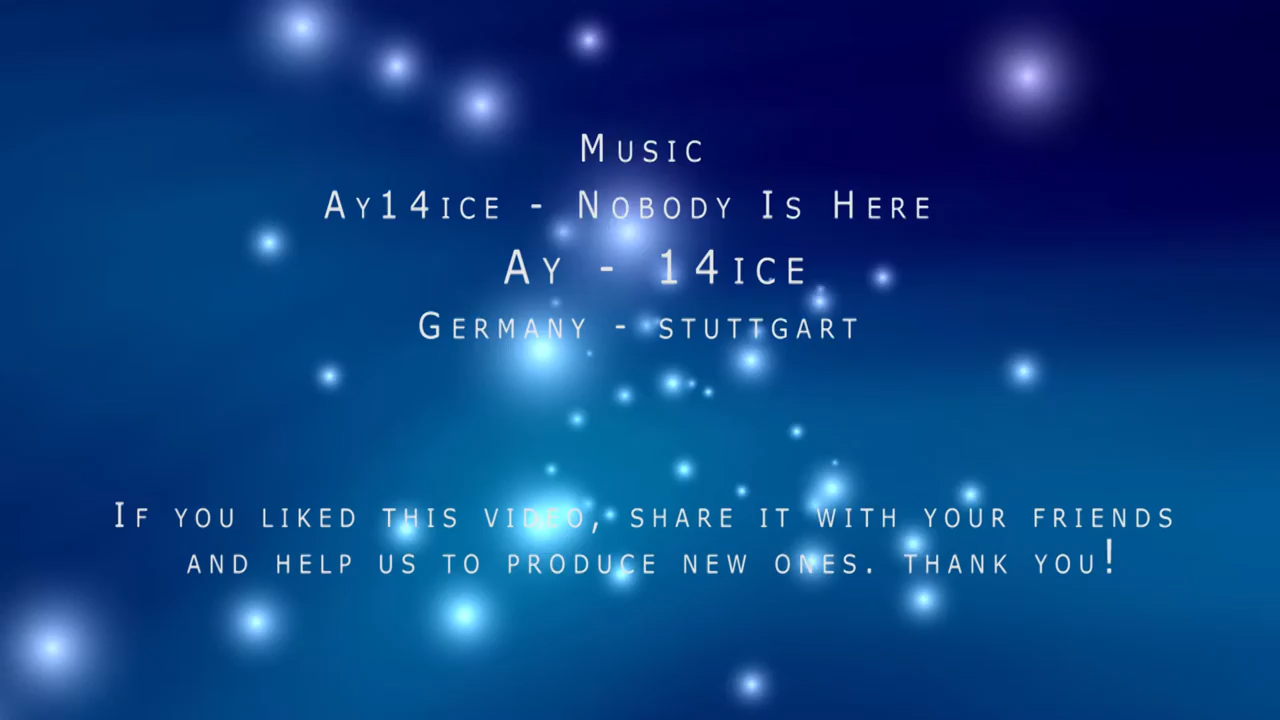 Music
Ay14ice - Nobody Is Here
Ay - 14ice
Germany - stuttgart
If you liked this video, share it with your friends
and help us to produce new ones. thank you!